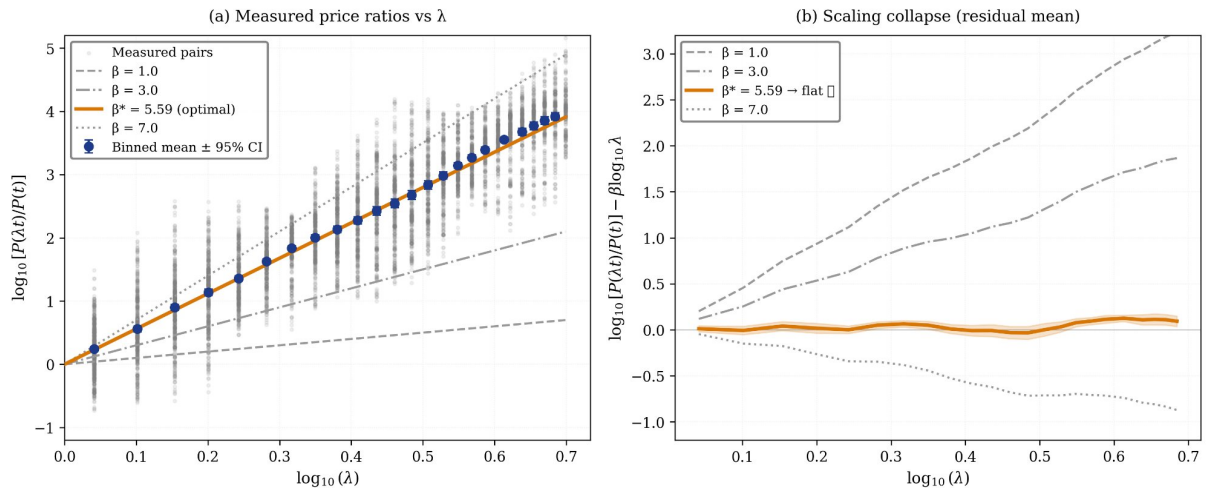 (a) Measured price ratios vs λ
log₁₀ [P(λt)/P(t)]
5
4
3
2
1
0
−1
Measured pairs
β = 1.0
β = 3.0
β* = 5.59 (optimal)
β = 7.0
Binned mean ± 95% CI
0.0 0.1 0.2 0.3 0.4 0.5 0.6 0.7
log₁₀ (λ)
(b) Scaling collapse (residual mean)
log₁₀ [P(λt)/P(t)] − βlog₁₀ λ
3.0
2.5
2.0
1.5
1.0
0.5
0.0
−0.5
−1.0
β = 1.0
β = 3.0
β* = 5.59 → flat ▯
β = 7.0
0.1 0.2 0.3 0.4 0.5 0.6 0.7
log₁₀ (λ)